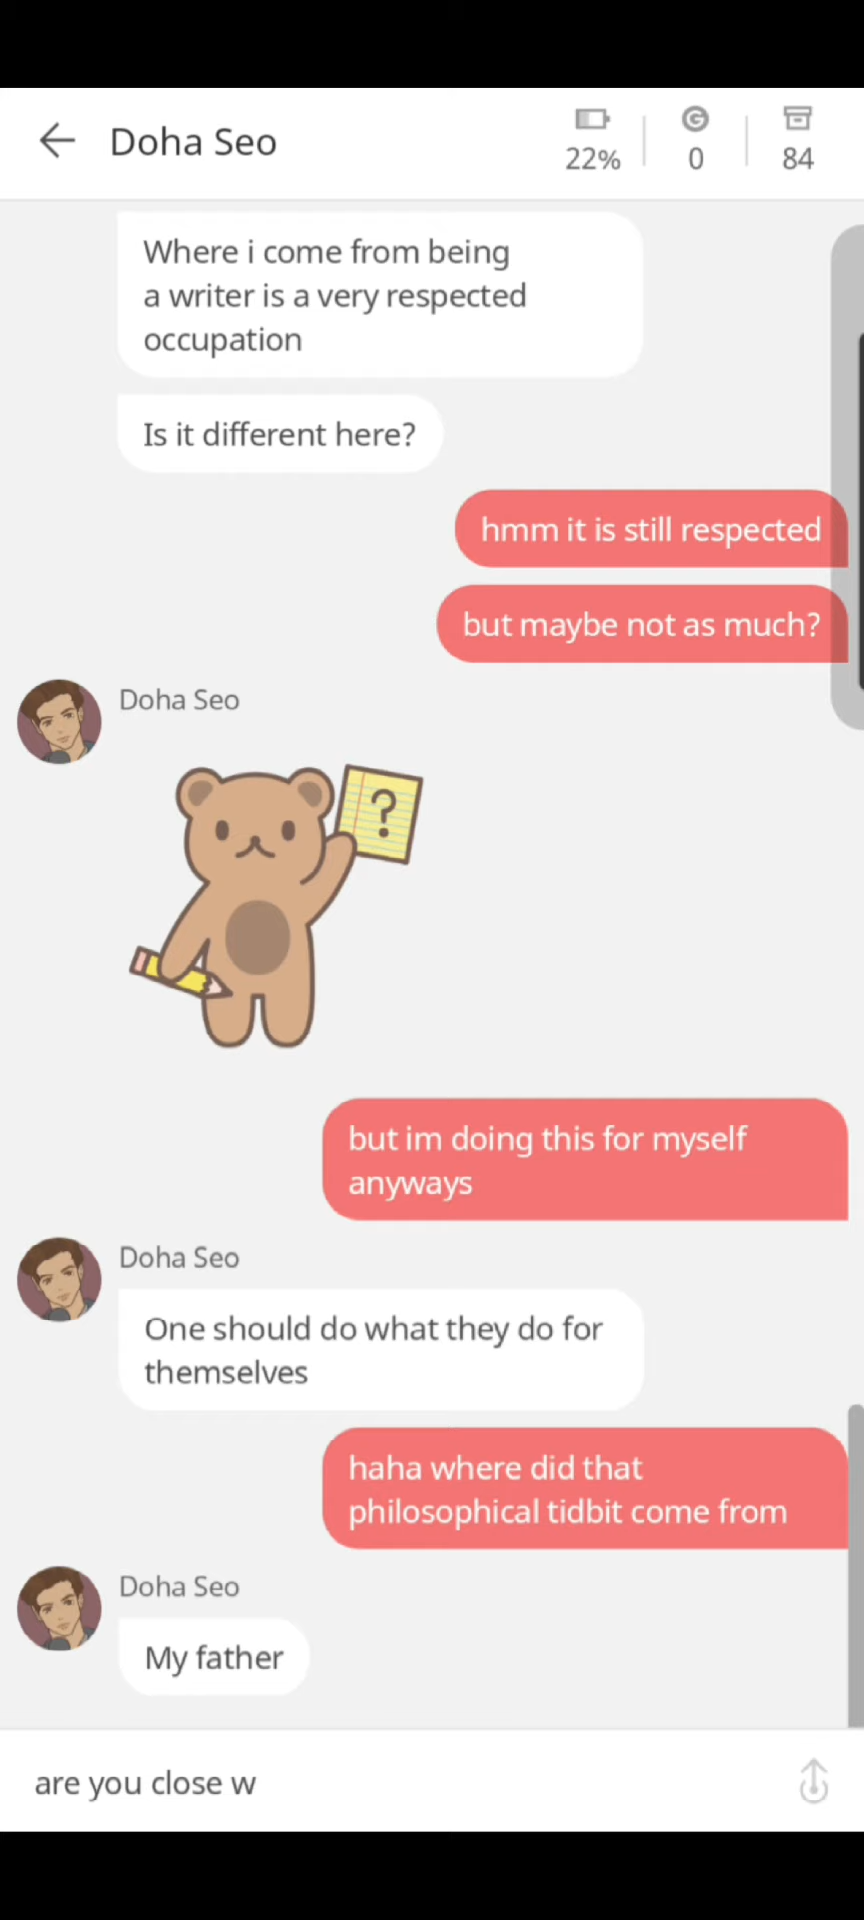 Doha Seo
22%
0
84
Where i come from being
a writer is a very respected
occupation
Is it different here?
hmm it is still respected
but maybe not as much?
Doha Seo
?
but im doing this for myself
anyways
Doha Seo
One should do what they do for
themselves
haha where did that
philosophical tidbit come from
Doha Seo
My father
are you close w